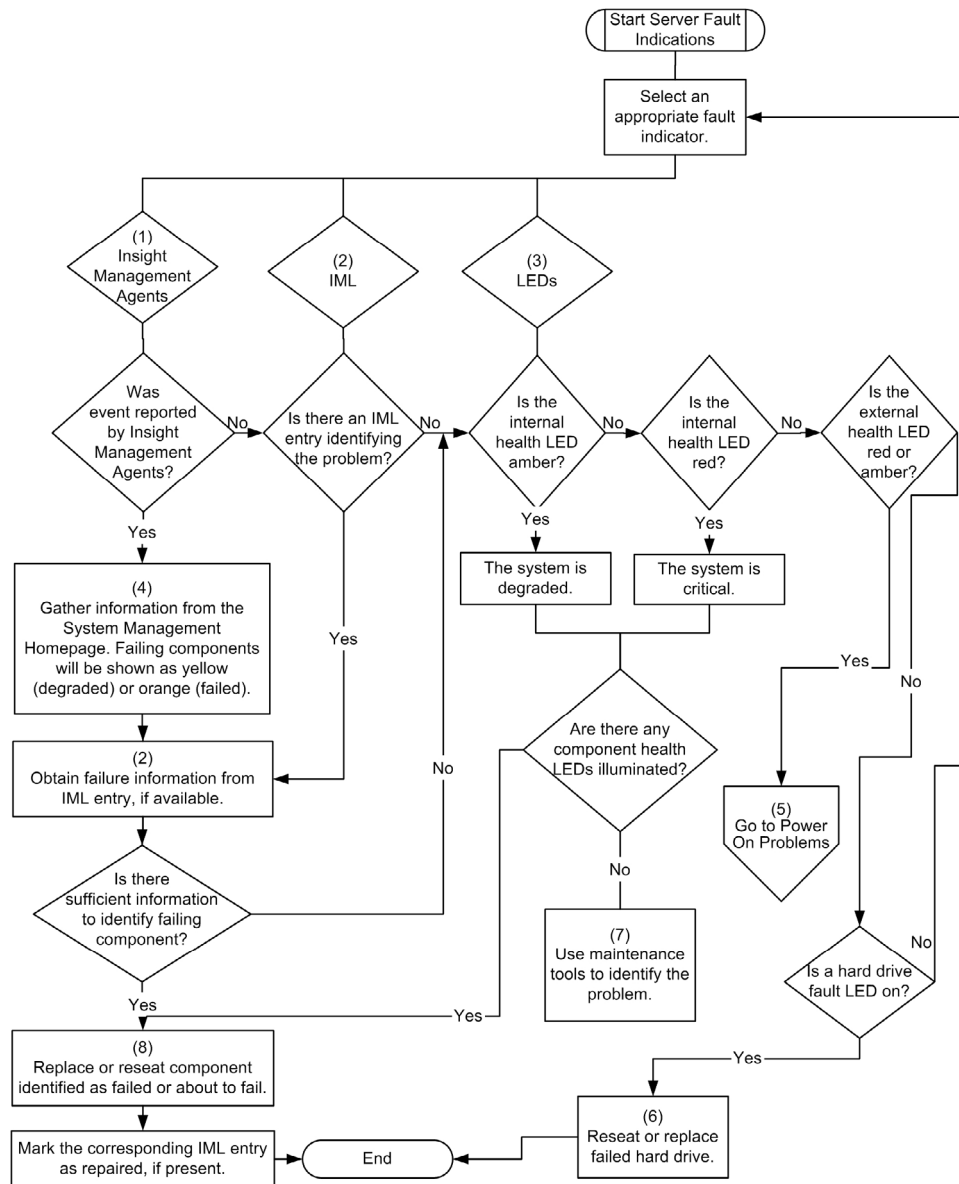 Start Server Fault
Indications
Select an
appropriate fault
indicator.
(1)
Insight
Management
Agents
(2)
IML
(3)
LEDs
Was
event reported
by Insight
Management
Agents?
No
Is there an IML
entry identifying
the problem?
No
Is the
internal
health LED
amber?
No
Is the
internal
health LED
red?
No
Is the
external
health LED
red or
amber?
Yes
Yes
Yes
(4)
Gather information from the
System Management
Homepage. Failing components
will be shown as yellow
(degraded) or orange (failed).
Yes
The system is
degraded.
The system is
critical.
Yes
No
(2)
Obtain failure information from
IML entry, if available.
No
Are there any
component health
LEDs illuminated?
(5)
Go to Power
On Problems
Is there
sufficient information
to identify failing
component?
No
(7)
Use maintenance
tools to identify the
problem.
No
Is a hard drive
fault LED on?
Yes
Yes
Yes
(8)
Replace or reseat component
identified as failed or about to fail.
(6)
Reseat or replace
failed hard drive.
Mark the corresponding IML entry
as repaired, if present.
End